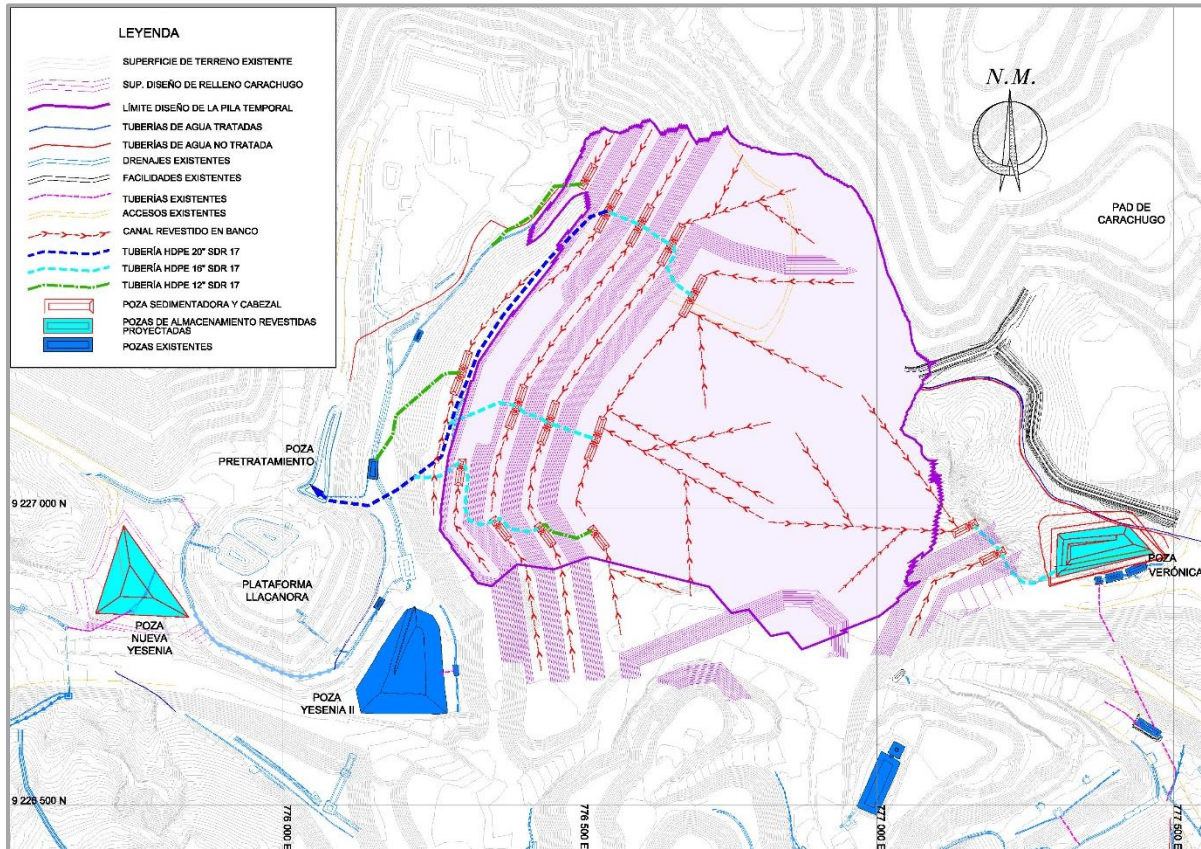 LEYENDA
SUPERFICIE DE TERRENO EXISTENTE
SUP. DISEÑO DE RELLENO CARACHUGO
LÍMITE DISEÑO DE LA PILA TEMPORAL
TUBERÍAS DE AGUA TRATADAS
TUBERÍAS DE AGUA NO TRATADA
DRENAJES EXISTENTES
FACILIDADES EXISTENTES
TUBERÍAS EXISTENTES
ACCESOS EXISTENTES
CANAL REVESTIDO EN BANCO
TUBERÍA HDPE 20" SDR 17
TUBERÍA HDPE 16" SDR 17
TUBERÍA HDPE 12" SDR 17
POZA SEDIMENTADORA Y CABEZAL
POZAS DE ALMACENAMIENTO REVESTIDAS
PROYECTADAS
POZAS EXISTENTES
N.M.
PAD DE
CARACHUGO
POZA
PRETRATAMIENTO
9 227 000 N
PLATAFORMA
LLACANORA
POZA
NUEVA
YESENIA
POZA
YESENIA II
POZA
VERÓNICA
9 226 500 N
776 000 E
776 500 E
777 000 E
777 500 E